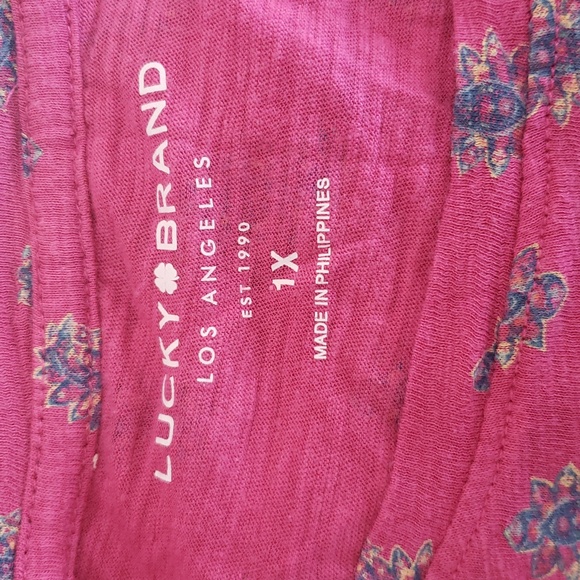 LUCKY BRAND
LOS ANGELES
EST 1990
1X
MADE IN PHILIPPINES